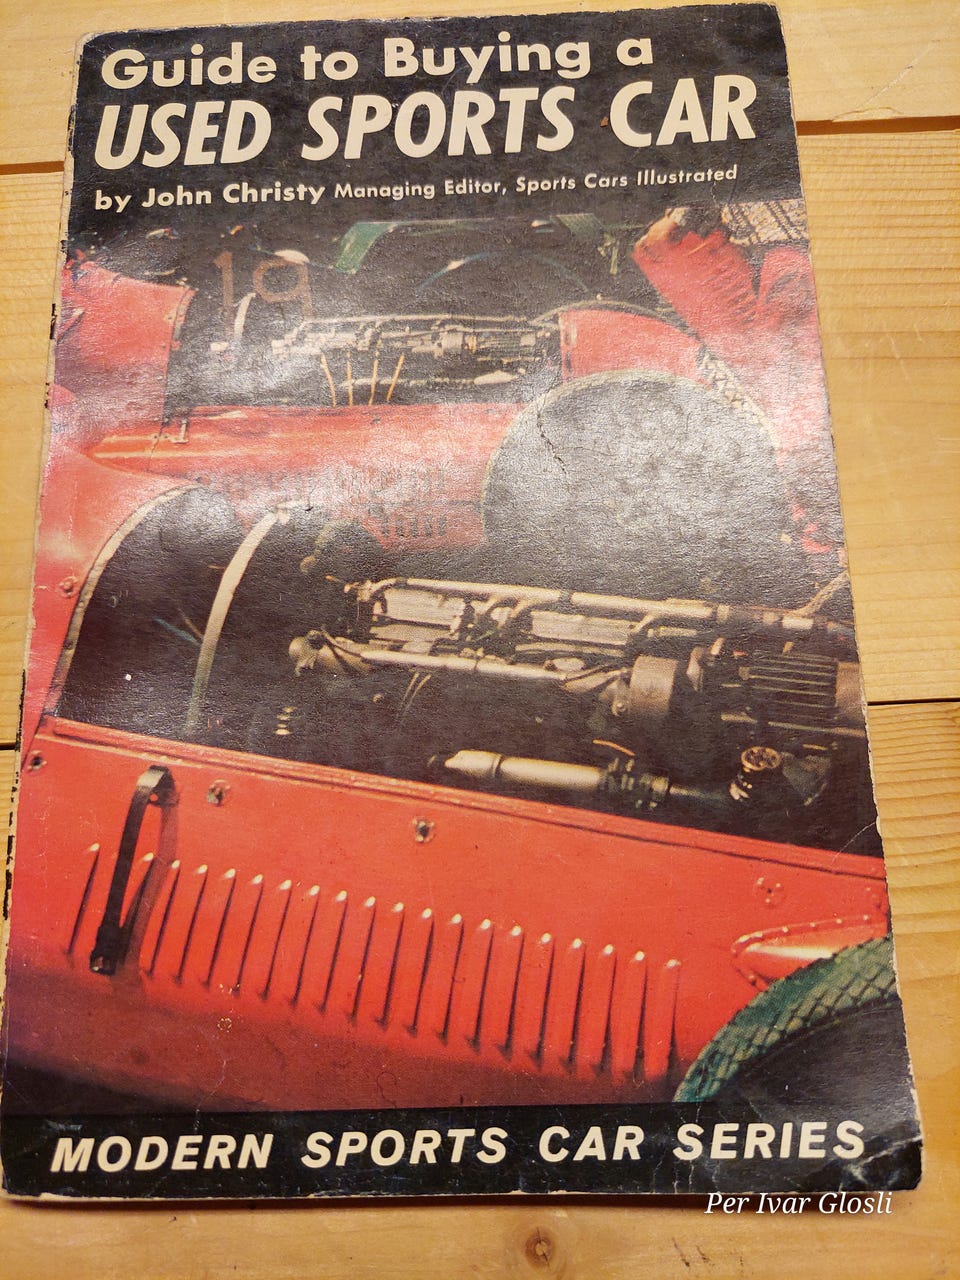 Guide to Buying a
USED SPORTS CAR
by John Christy Managing Editor, Sports Cars Illustrated
19
MODERN SPORTS CAR SERIES
Per Ivar Glosli